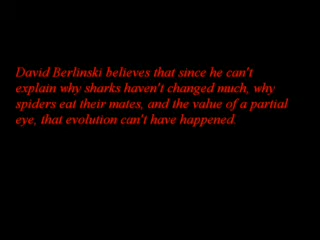 David Berlinski believes that since he can't
explain why sharks haven't changed much, why
spiders eat their mates, and the value of a partial
eye, that evolution can't have happened.